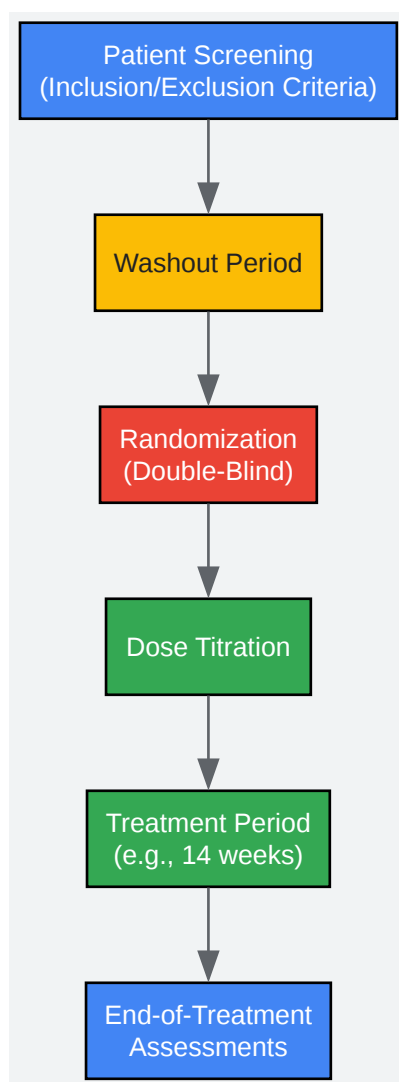 Patient Screening
(Inclusion/Exclusion Criteria)
Washout Period
Randomization
(Double-Blind)
Dose Titration
Treatment Period
(e.g., 14 weeks)
End-of-Treatment
Assessments